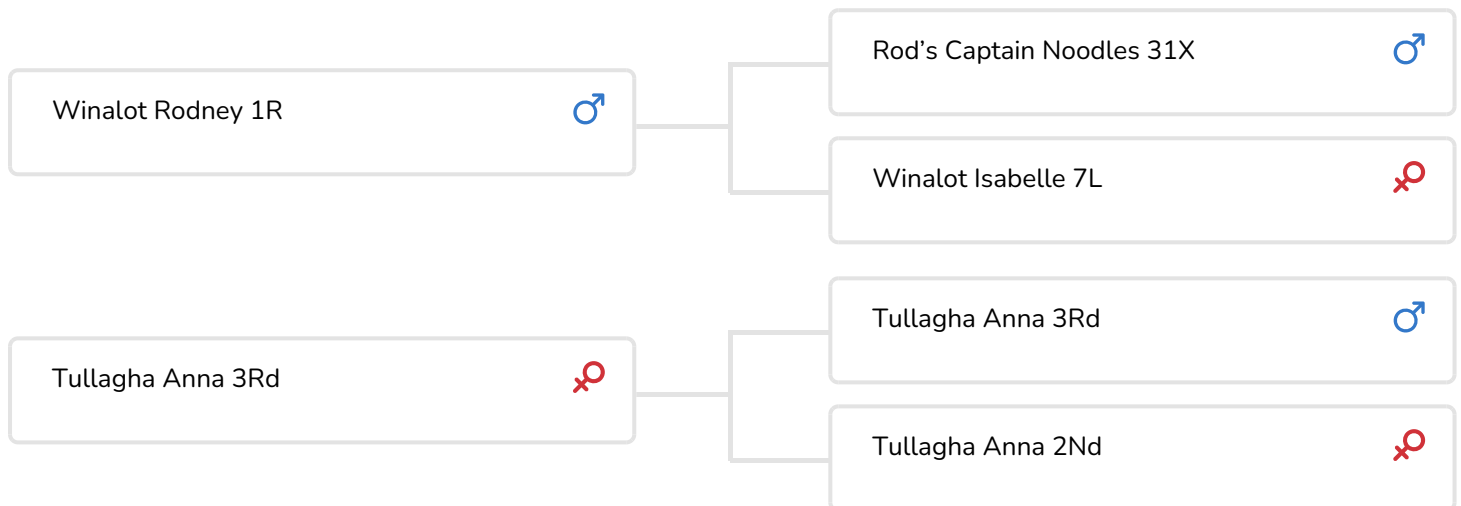 Rod’s Captain Noodles 31X
Winalot Rodney 1R
Winalot Isabelle 7L
Tullagha Anna 3Rd
Tullagha Anna 3Rd
Tullagha Anna 2Nd